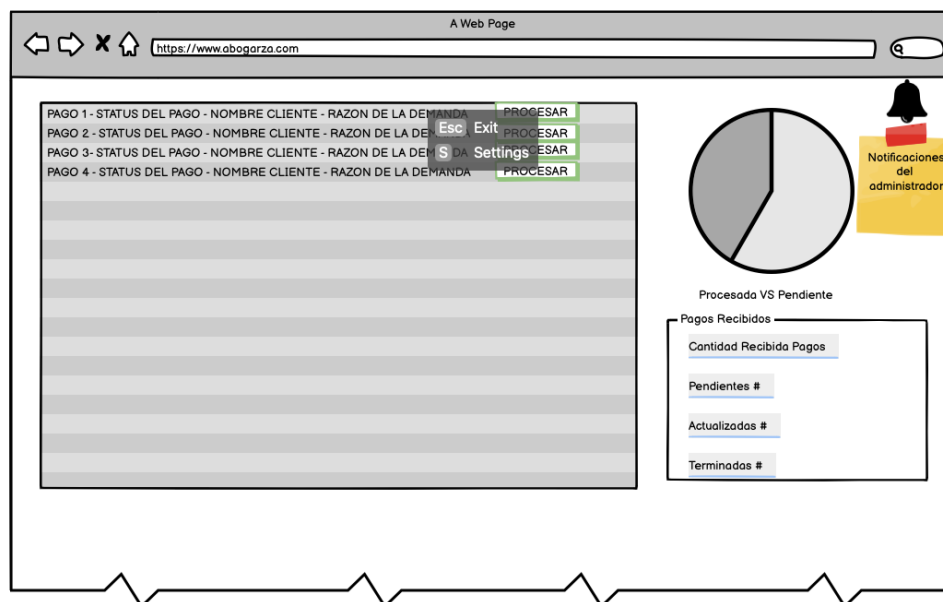 A Web Page
https://www.abogarza.com
PAGO 1 - STATUS DEL PAGO - NOMBRE CLIENTE - RAZON DE LA DEMANDA PROCESAR
PAGO 2 - STATUS DEL PAGO - NOMBRE CLIENTE - RAZON DE LA DEMANDA PROCESAR
PAGO 3- STATUS DEL PAGO - NOMBRE CLIENTE - RAZON DE LA DEMANDA PROCESAR
PAGO 4 - STATUS DEL PAGO - NOMBRE CLIENTE - RAZON DE LA DEMANDA PROCESAR
Esc Exit
S Settings
Notificaciones
del
administrador
Procesada VS Pendiente
Pagos Recibidos
Cantidad Recibida Pagos
Pendientes #
Actualizadas #
Terminadas #